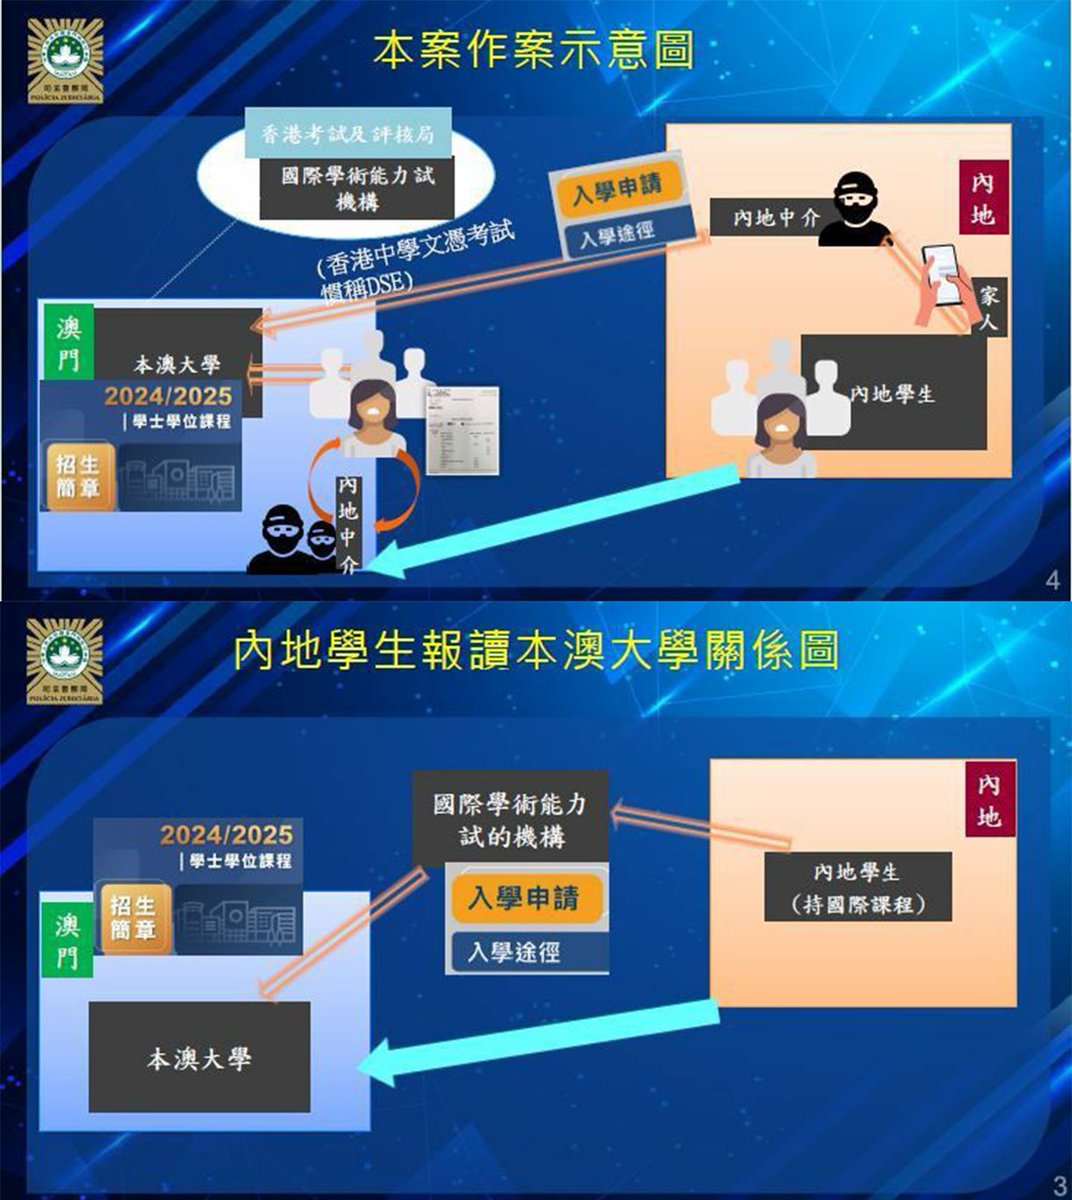 本案作案示意圖
司法警察局
POLÍCIA JUDICIÁRIA
香港考試及評核局
國際學術能力試
機構
(香港中學文憑考試
慣稱DSE)
入學申請
入學途徑
內地中介
內
地
家
人
內地學生
澳
門
本澳大學
2024/2025
|學士學位課程
招生
簡章
內
地
中
介
4
內地學生報讀本澳大學關係圖
司法警察局
POLÍCIA JUDICIÁRIA
國際學術能力
試的機構
入學申請
入學途徑
內
地
內地學生
(持國際課程)
2024/2025
|學士學位課程
招生
簡章
澳
門
本澳大學
3